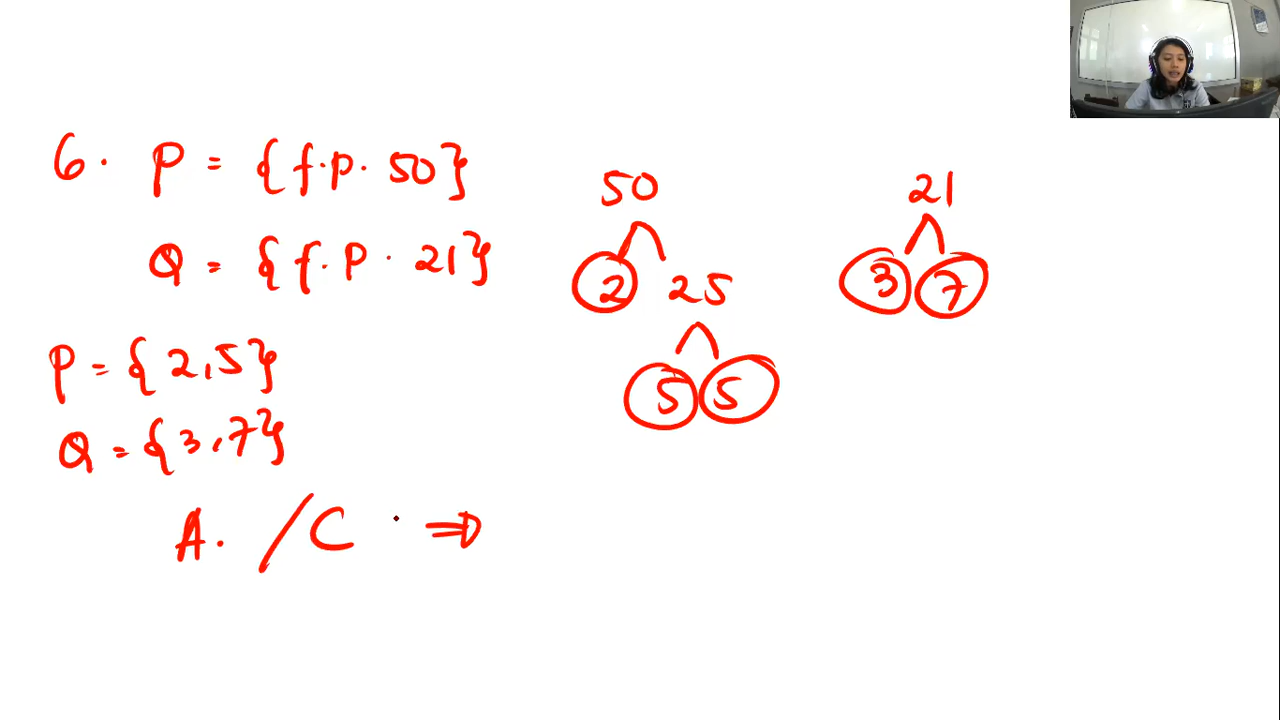 6. P = {f.p. 50}
Q = {f.p. 21}
P = {2,5}
Q = {3,7}
A. /C ⇒
50
2 25
5 5
21
3 7